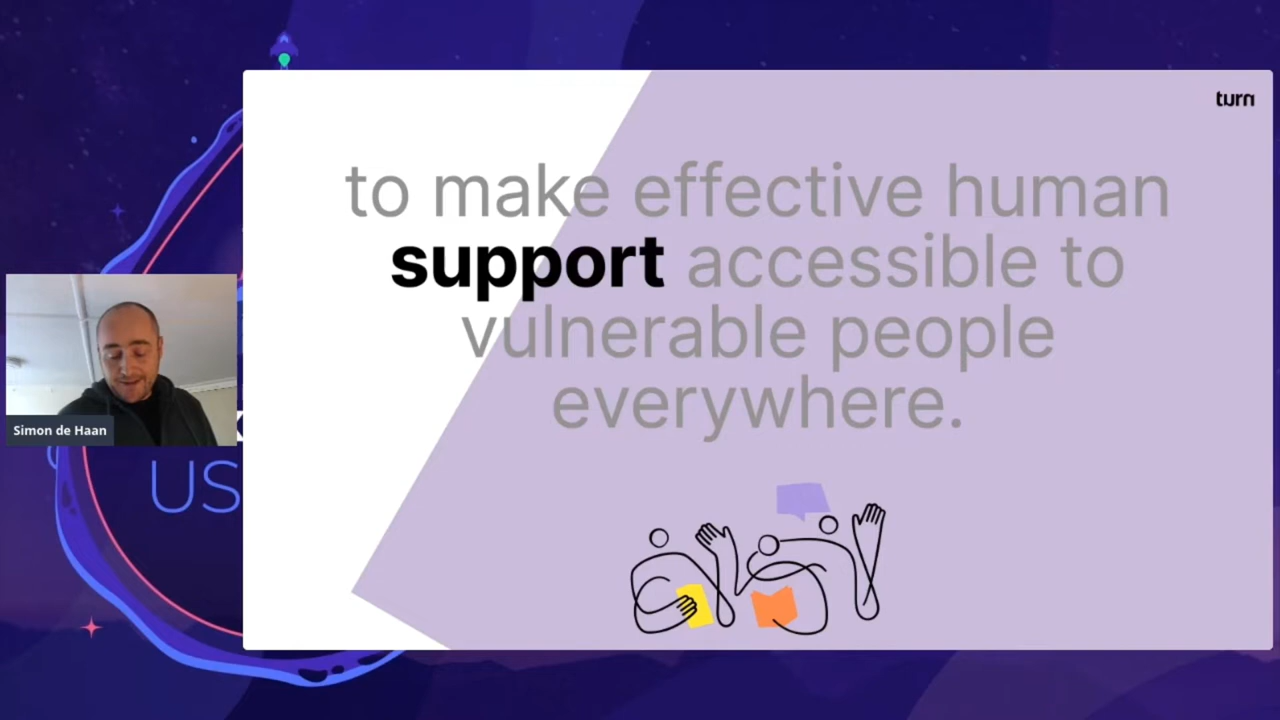 turn
to make effective human
support accessible to
vulnerable people
everywhere.
Simon de Haan
US